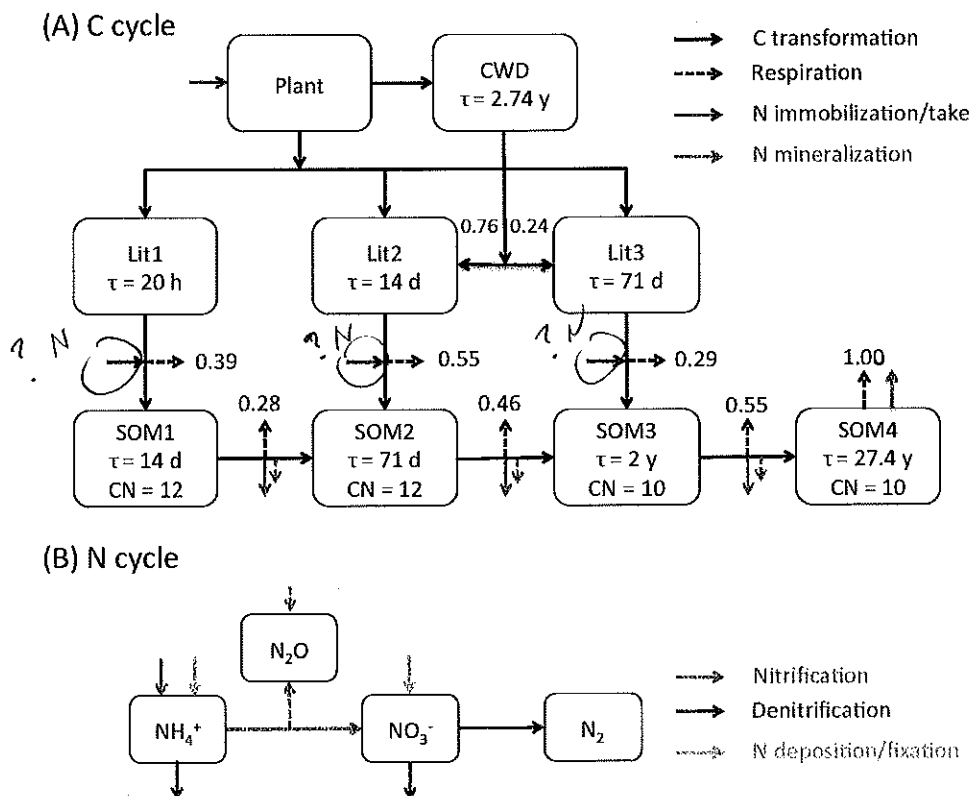 (A) C cycle
C transformation
Respiration
N immobilization/take
N mineralization
Plant
CWD
τ = 2.74 y
0.76
0.24
Lit1
τ = 20 h
Lit2
τ = 14 d
Lit3
τ = 71 d
? N
0.39
? N
0.55
? N
0.29
1.00
0.28
0.46
0.55
SOM1
τ = 14 d
CN = 12
SOM2
τ = 71 d
CN = 12
SOM3
τ = 2 y
CN = 10
SOM4
τ = 27.4 y
CN = 10
(B) N cycle
N₂O
NH₄⁺
NO₃⁻
N₂
Nitrification
Denitrification
N deposition/fixation